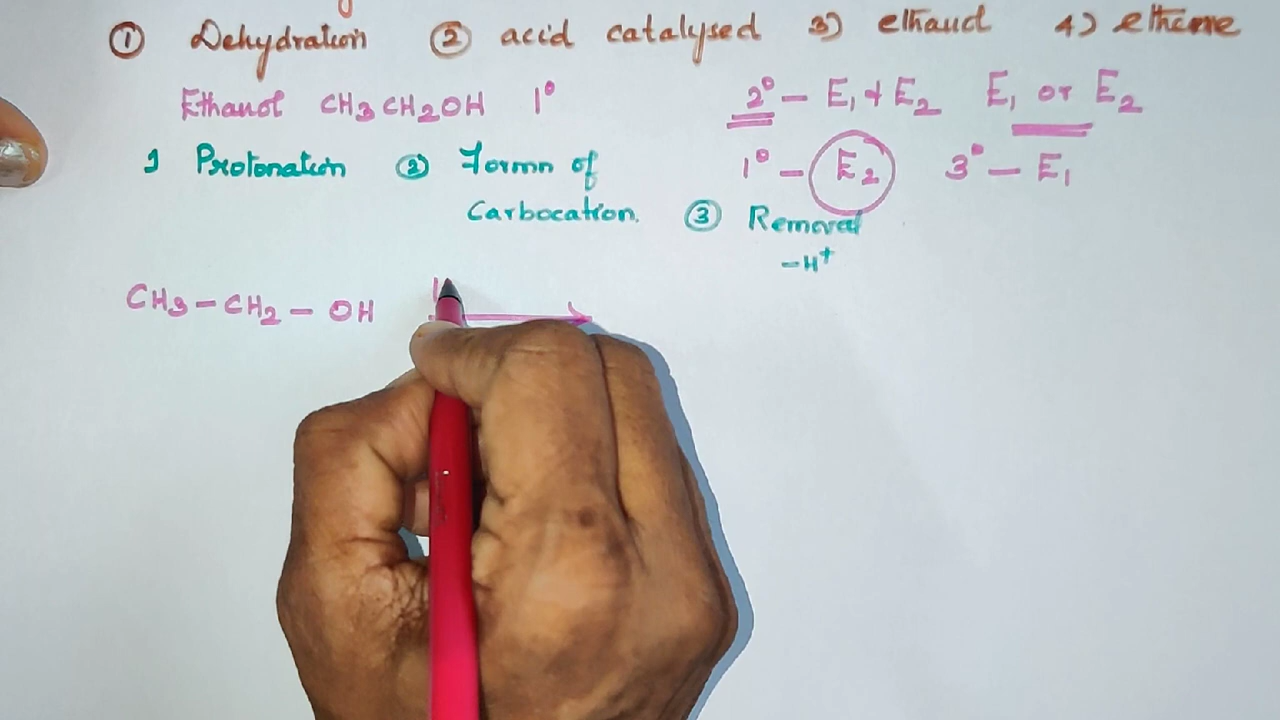 ① Dehydration ② acid catalysed 3) ethanol 4) ethene
Ethanol CH3CH2OH 1° 2° – E1 + E2 E1 or E2
1 Protonation ② Formn of 1° – E2 3° – E1
Carbocation. ③ Removal
–H+
CH3 – CH2 – OH